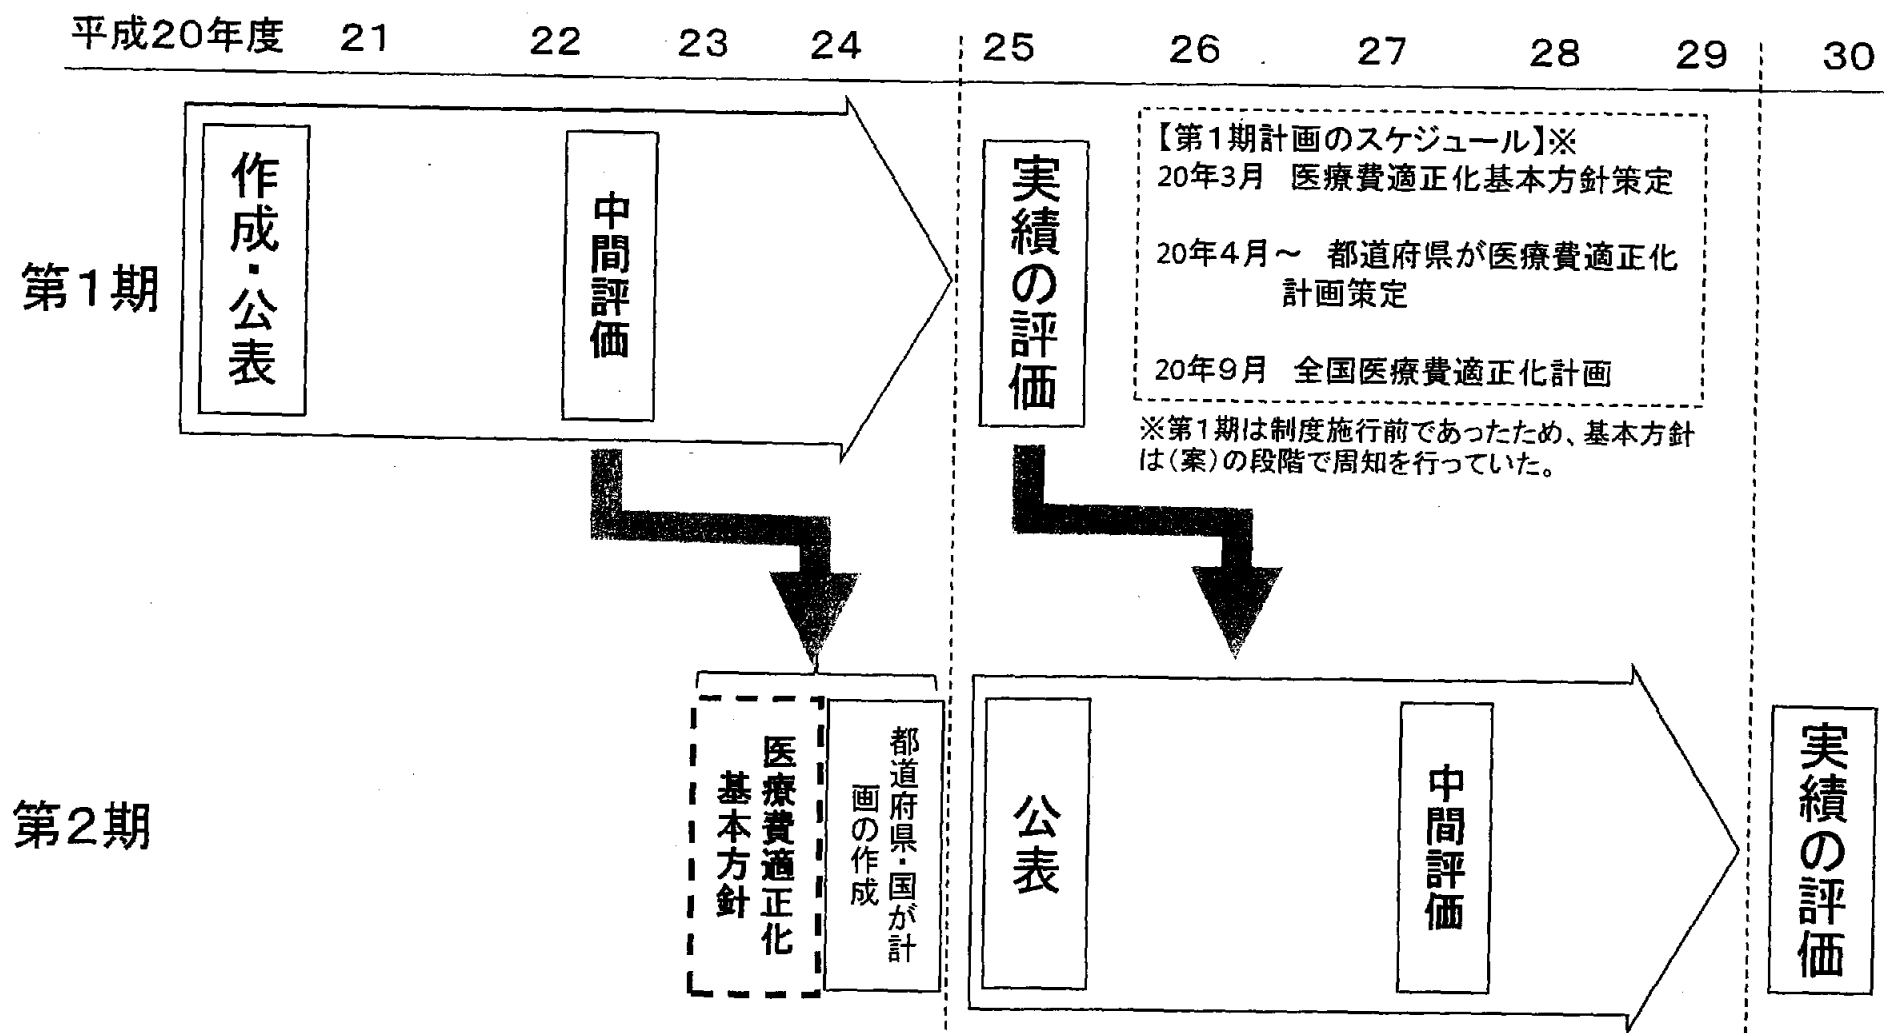 平成20年度 21 22 23 24 25 26 27 28 29 30
第1期
作成・公表
中間評価
実績の評価
【第1期計画のスケジュール】※
20年3月 医療費適正化基本方針策定
20年4月～ 都道府県が医療費適正化
計画策定
20年9月 全国医療費適正化計画
※第1期は制度施行前であったため、基本方針
は(案)の段階で周知を行っていた。
第2期
医療費適正化
基本方針
都道府県・国が計
画の作成
公表
中間評価
実績の評価